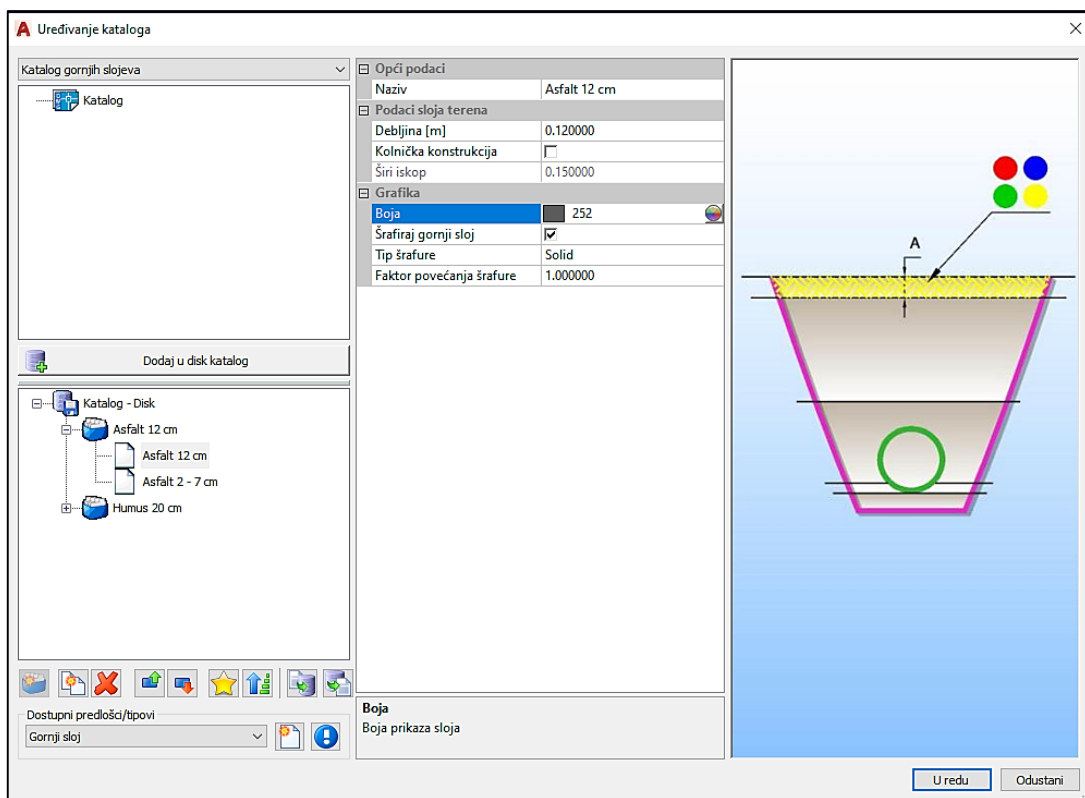 Uređivanje kataloga
Katalog gornjih slojeva
Katalog
Dodaj u disk katalog
Katalog - Disk
Asfalt 12 cm
Asfalt 12 cm
Asfalt 2 - 7 cm
Humus 20 cm
Dostupni predlošci/tipovi
Gornji sloj
Opći podaci
Naziv Asfalt 12 cm
Podaci sloja terena
Debljina [m] 0.120000
Kolnička konstrukcija
Širi iskop 0.150000
Grafika
Boja 252
Šrafiraj gornji sloj
Tip šrafure Solid
Faktor povećanja šrafure 1.000000
Boja
Boja prikaza sloja
A
U redu Odustani